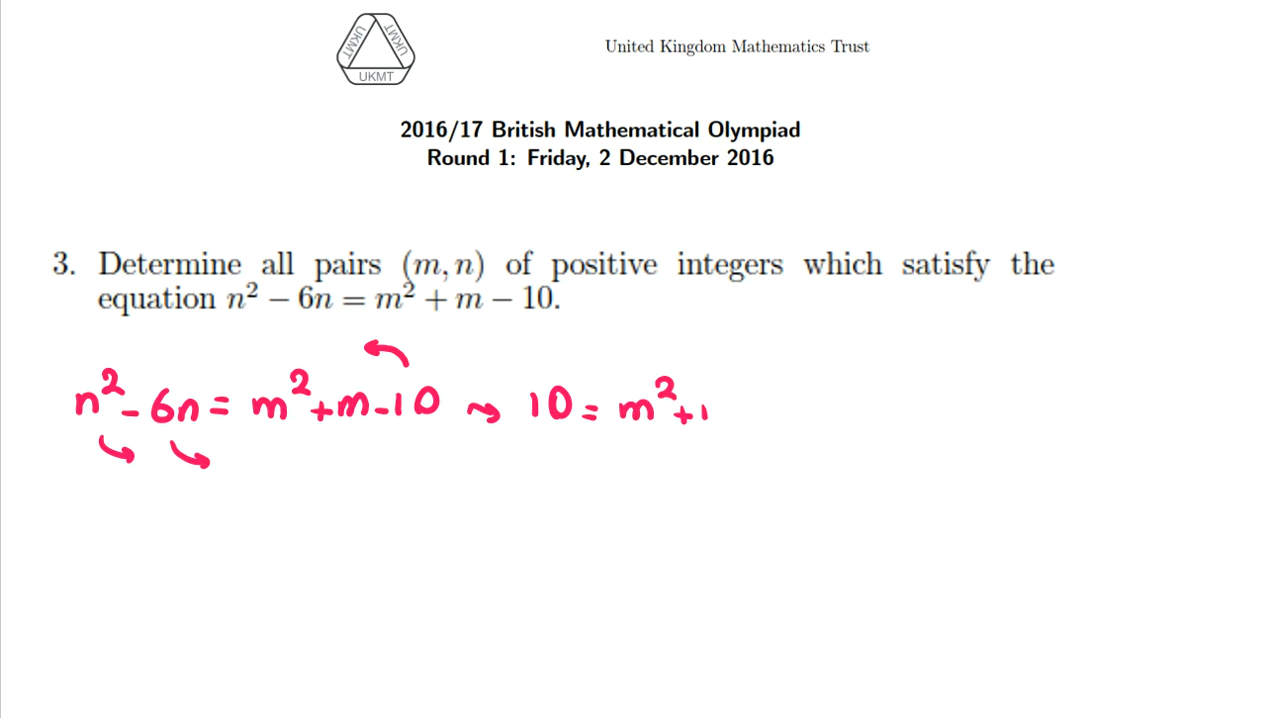 UKMT UKMT UKMT
United Kingdom Mathematics Trust
2016/17 British Mathematical Olympiad
Round 1: Friday, 2 December 2016
3. Determine all pairs (m, n) of positive integers which satisfy the
equation n² − 6n = m² + m − 10.
n² - 6n = m² + m - 10 ⇝ 10 = m² +